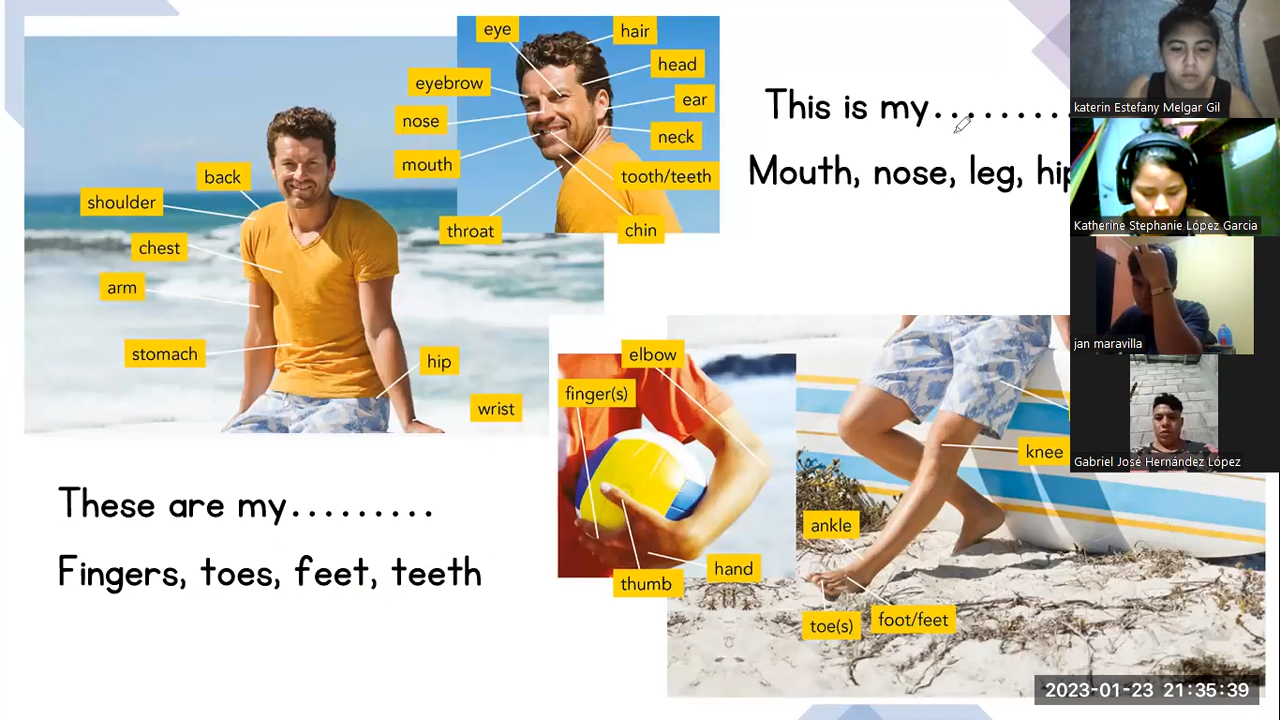 eye
hair
head
eyebrow
ear
nose
neck
mouth
tooth/teeth
throat
chin
back
shoulder
chest
arm
stomach
hip
wrist
This is my.........
Mouth, nose, leg, hip
elbow
finger(s)
knee
ankle
hand
thumb
toe(s)
foot/feet
These are my.........
Fingers, toes, feet, teeth
katerin Estefany Melgar Gil
Katherine Stephanie López Garcia
jan maravilla
Gabriel José Hernández López
2023-01-23 21:35:39